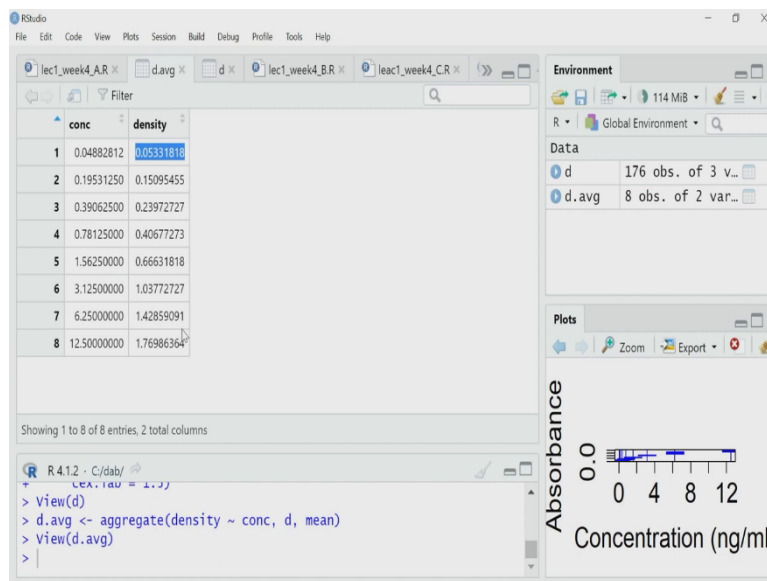 RStudio
File Edit Code View Plots Session Build Debug Profile Tools Help
lec1_week4_A.R × d.avg × d × lec1_week4_B.R × leac1_week4_C.R ×
Filter
conc density
1 0.04882812 0.05331818
2 0.19531250 0.15095455
3 0.39062500 0.23972727
4 0.78125000 0.40677273
5 1.56250000 0.66631818
6 3.12500000 1.03772727
7 6.25000000 1.42859091
8 12.50000000 1.76986364
Showing 1 to 8 of 8 entries, 2 total columns
R 4.1.2 · C:/dab/
> View(d)
> d.avg <- aggregate(density ~ conc, d, mean)
> View(d.avg)
>
Environment
114 MiB
R Global Environment
Data
d 176 obs. of 3 v…
d.avg 8 obs. of 2 var…
Plots
Zoom Export
Absorbance
0.0
0 4 8 12
Concentration (ng/ml